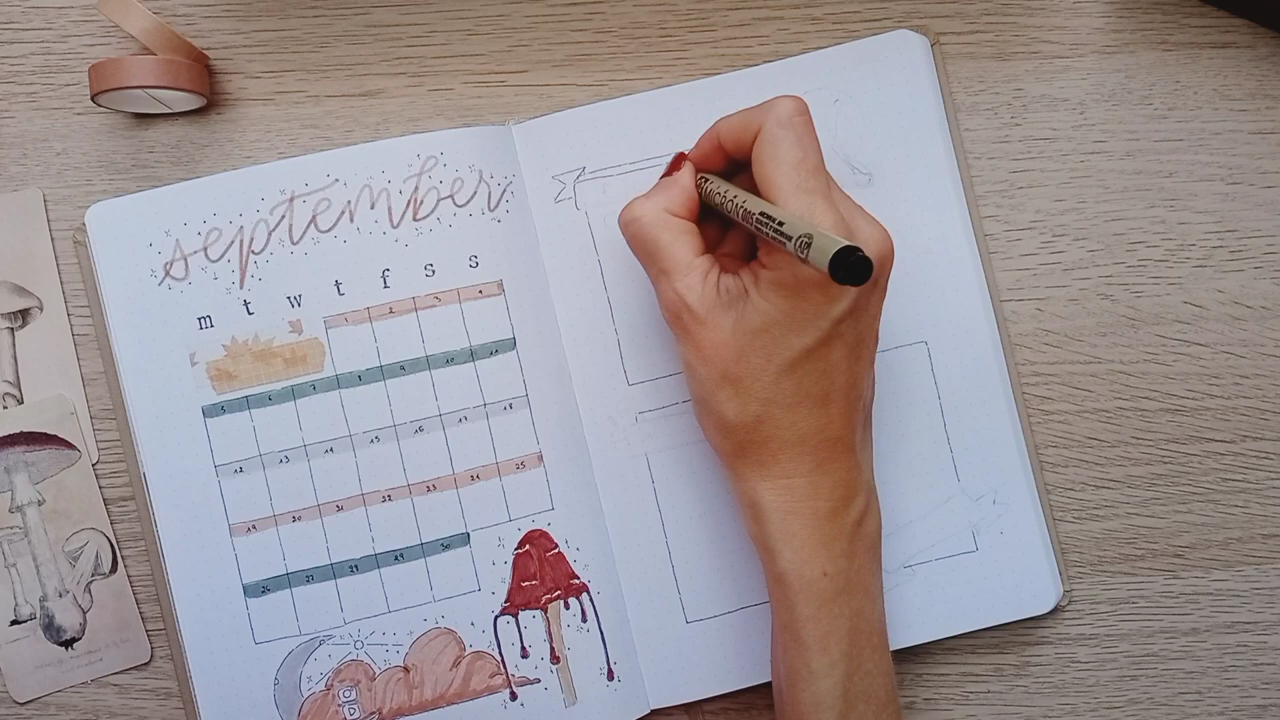 september
m t w t f s s
1 2 3 4
5 6 7 8 9 10 11
12 13 14 15 16 17 18
19 20 21 22 23 24 25
26 27 28 29 30
MICRON 005